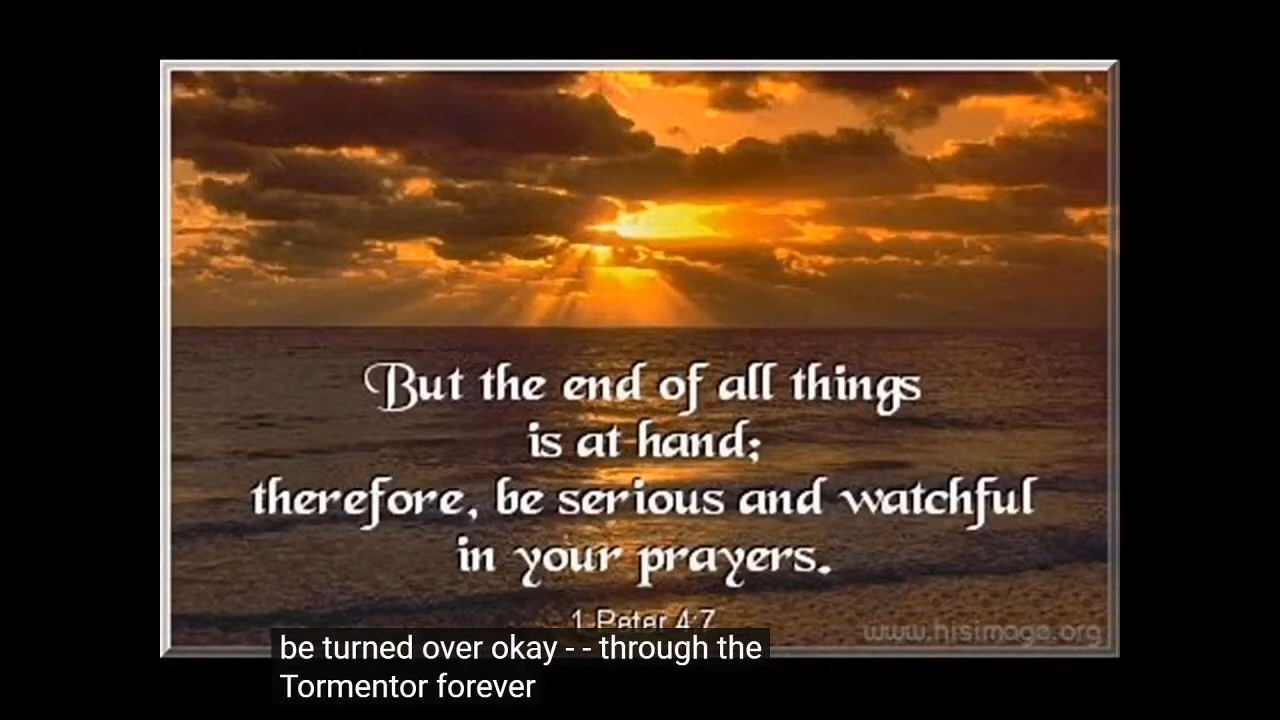 But the end of all things
is at hand;
therefore, be serious and watchful
in your prayers.
1 Peter 4:7
www.hisimage.org
be turned over okay - - through the
Tormentor forever